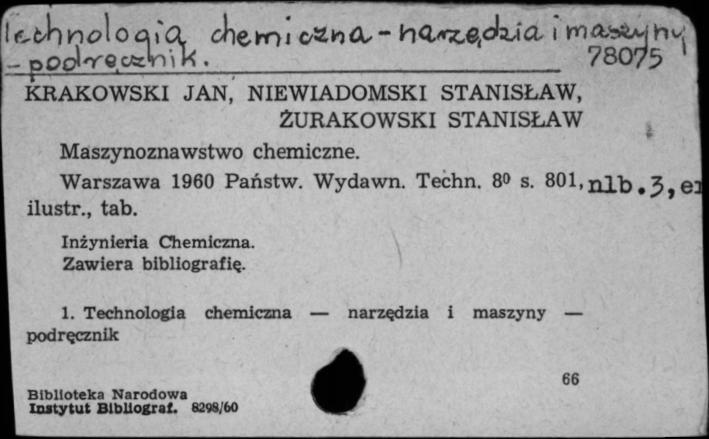 Technologia chemiczna - narzędzia i maszyny
- podręcznik.
78075
KRAKOWSKI JAN, NIEWIADOMSKI STANISŁAW,
ŻURAKOWSKI STANISŁAW
Maszynoznawstwo chemiczne.
Warszawa 1960 Państw. Wydawn. Techn. 8⁰ s. 801, nlb.3,
ilustr., tab.
Inżynieria Chemiczna.
Zawiera bibliografię.
1. Technologia chemiczna — narzędzia i maszyny —
podręcznik
66
Biblioteka Narodowa
Instytut Bibliograf. 8298/60